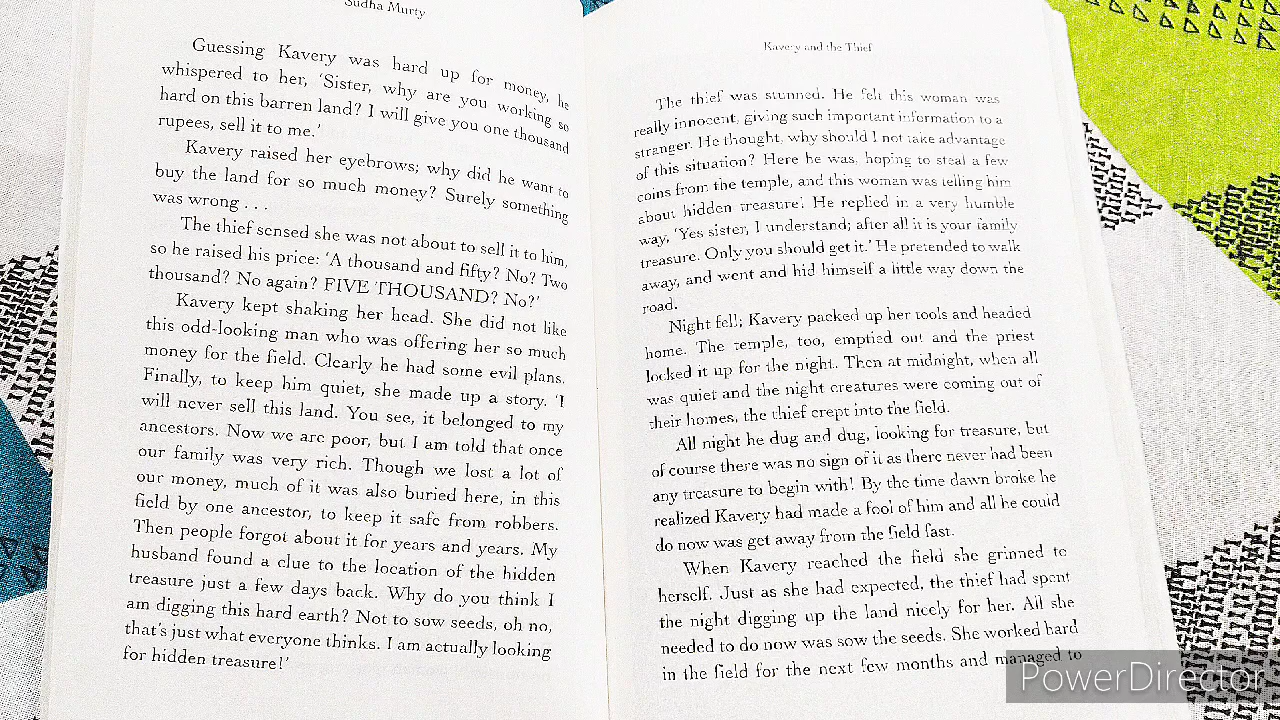 Sudha Murty
Guessing Kavery was hard up for money, he
whispered to her, ‘Sister, why are you working so
hard on this barren land? I will give you one thousand
rupees, sell it to me.’
Kavery raised her eyebrows; why did he want to
buy the land for so much money? Surely something
was wrong . . .
The thief sensed she was not about to sell it to him,
so he raised his price: ‘A thousand and fifty? No? Two
thousand? No again? FIVE THOUSAND? No?’
Kavery kept shaking her head. She did not like
this odd-looking man who was offering her so much
money for the field. Clearly he had some evil plans.
Finally, to keep him quiet, she made up a story. ‘I
will never sell this land. You see, it belonged to my
ancestors. Now we are poor, but I am told that once
our family was very rich. Though we lost a lot of
our money, much of it was also buried here, in this
field by one ancestor, to keep it safe from robbers.
Then people forgot about it for years and years. My
husband found a clue to the location of the hidden
treasure just a few days back. Why do you think I
am digging this hard earth? Not to sow seeds, oh no,
that’s just what everyone thinks. I am actually looking
for hidden treasure!’
Kavery and the Thief
The thief was stunned. He felt this woman was
really innocent, giving such important information to a
stranger. He thought, why should I not take advantage
of this situation? Here he was, hoping to steal a few
coins from the temple, and this woman was telling him
about hidden treasure! He replied in a very humble
way, ‘Yes sister, I understand; after all it is your family
treasure. Only you should get it.’ He pretended to walk
away, and went and hid himself a little way down the
road.
Night fell; Kavery packed up her tools and headed
home. The temple, too, emptied out and the priest
locked it up for the night. Then at midnight, when all
was quiet and the night creatures were coming out of
their homes, the thief crept into the field.
All night he dug and dug, looking for treasure, but
of course there was no sign of it as there never had been
any treasure to begin with! By the time dawn broke he
realized Kavery had made a fool of him and all he could
do now was get away from the field fast.
When Kavery reached the field she grinned to
herself. Just as she had expected, the thief had spent
the night digging up the land nicely for her. All she
needed to do now was sow the seeds. She worked hard
in the field for the next few months and managed to
PowerDirector